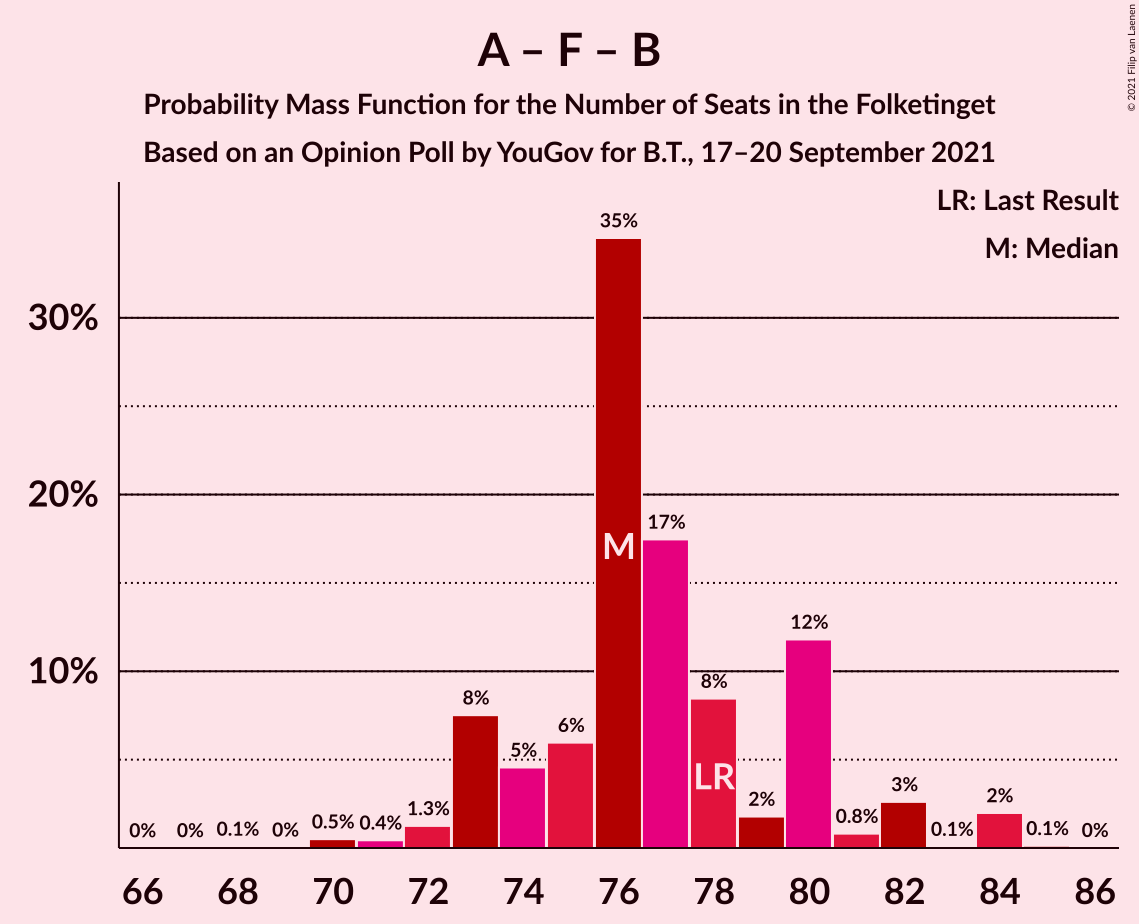 A – F – B
Probability Mass Function for the Number of Seats in the Folketinget
Based on an Opinion Poll by YouGov for B.T., 17–20 September 2021
© 2021 Filip van Laenen
LR: Last Result
M: Median
30%
20%
10%
0%
0%
0.1%
0%
0.5%
0.4%
1.3%
8%
5%
6%
35%
M
17%
8%
LR
2%
12%
0.8%
3%
0.1%
2%
0.1%
0%
66 68 70 72 74 76 78 80 82 84 86